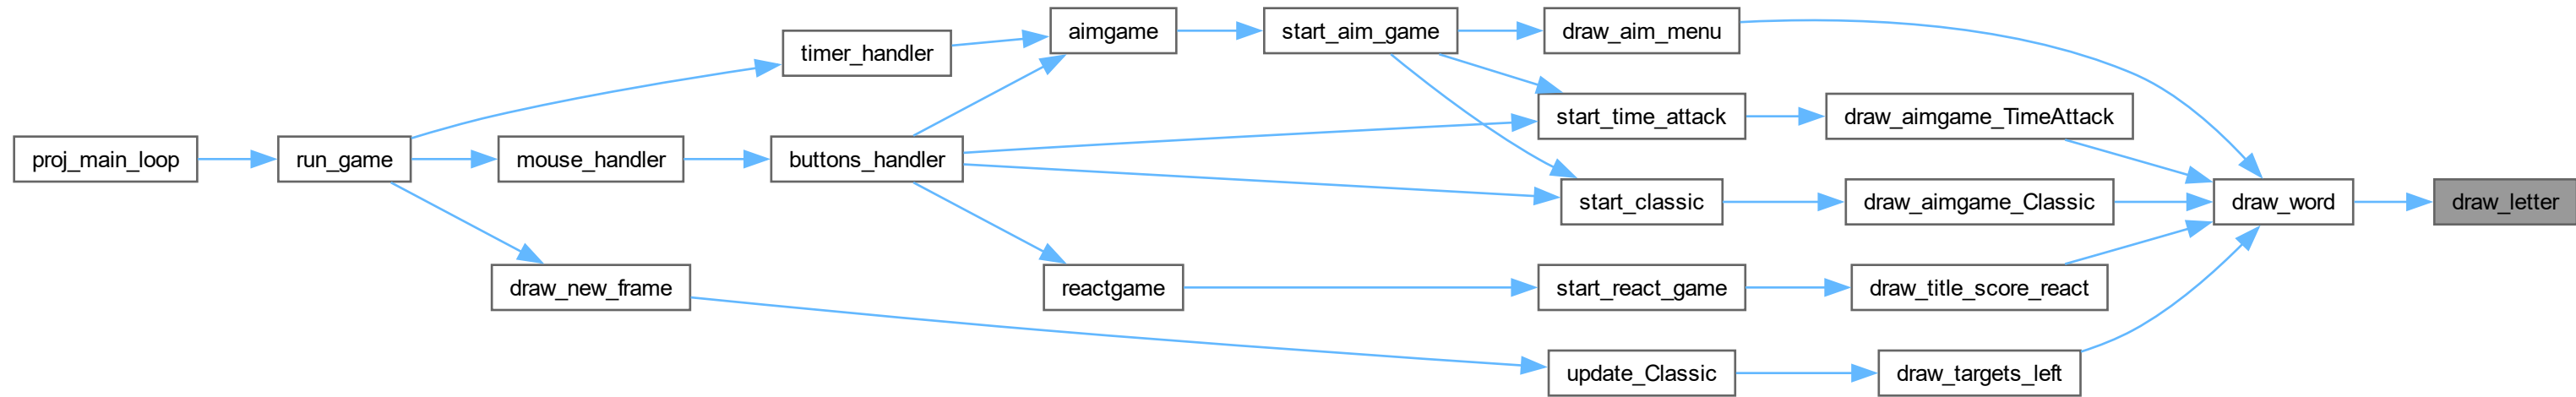 aimgame
start_aim_game
draw_aim_menu
timer_handler
start_time_attack
draw_aimgame_TimeAttack
proj_main_loop
run_game
mouse_handler
buttons_handler
start_classic
draw_aimgame_Classic
draw_word
draw_letter
draw_new_frame
reactgame
start_react_game
draw_title_score_react
update_Classic
draw_targets_left